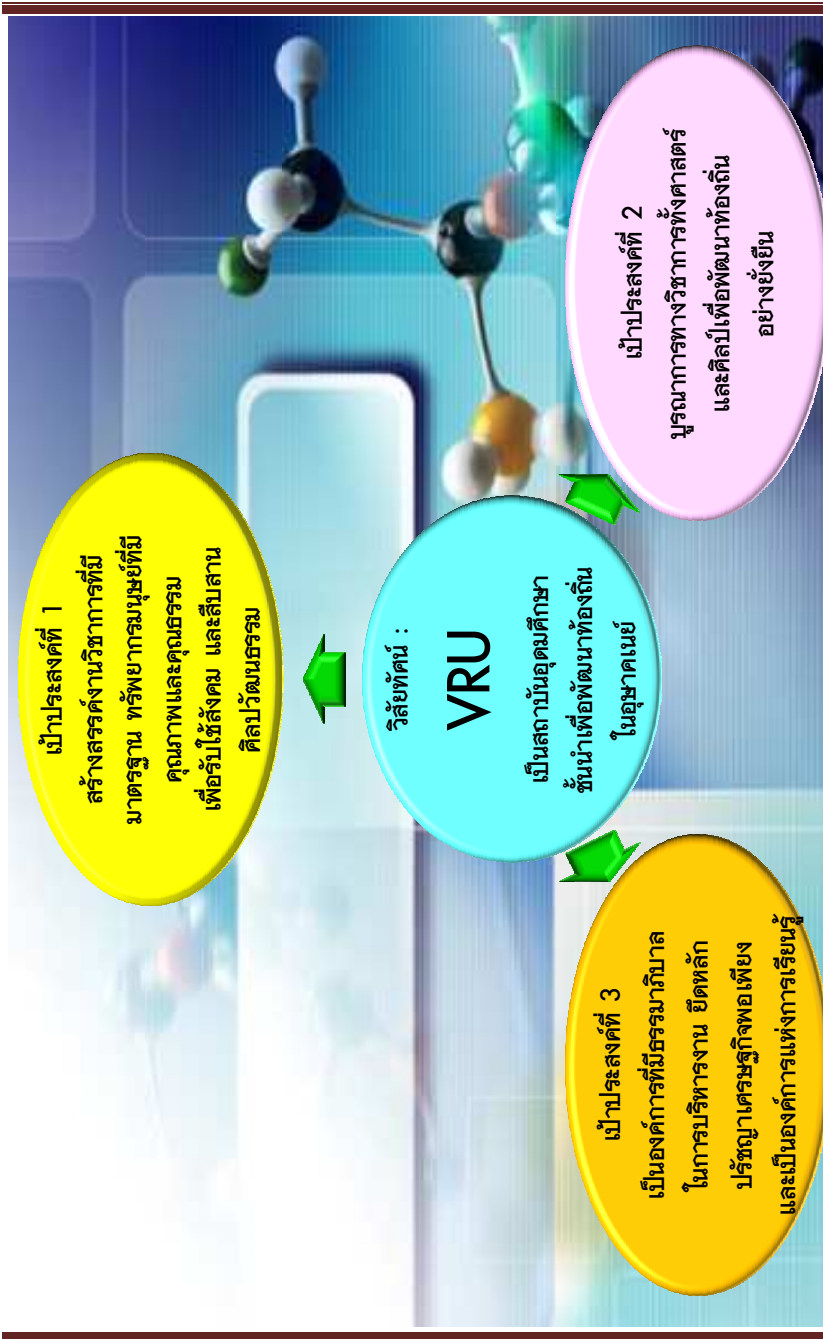 เป้าประสงค์ที่ 1
สร้างสรรค์งานวิชาการที่มี
มาตรฐาน ทรัพยากรมนุษย์ที่มี
คุณภาพและคุณธรรม
เพื่อรับใช้สังคม และสืบสาน
ศิลปวัฒนธรรม
วิสัยทัศน์ :
VRU
เป็นสถาบันอุดมศึกษา
ชั้นนำเพื่อพัฒนาท้องถิ่น
ในอุษาคเนย์
เป้าประสงค์ที่ 2
บูรณาการทางวิชาการทั้งศาสตร์
และศิลป์เพื่อพัฒนาท้องถิ่น
อย่างยั่งยืน
เป้าประสงค์ที่ 3
เป็นองค์การที่มีธรรมาภิบาล
ในการบริหารงาน ยึดหลัก
ปรัชญาเศรษฐกิจพอเพียง
และเป็นองค์การแห่งการเรียนรู้